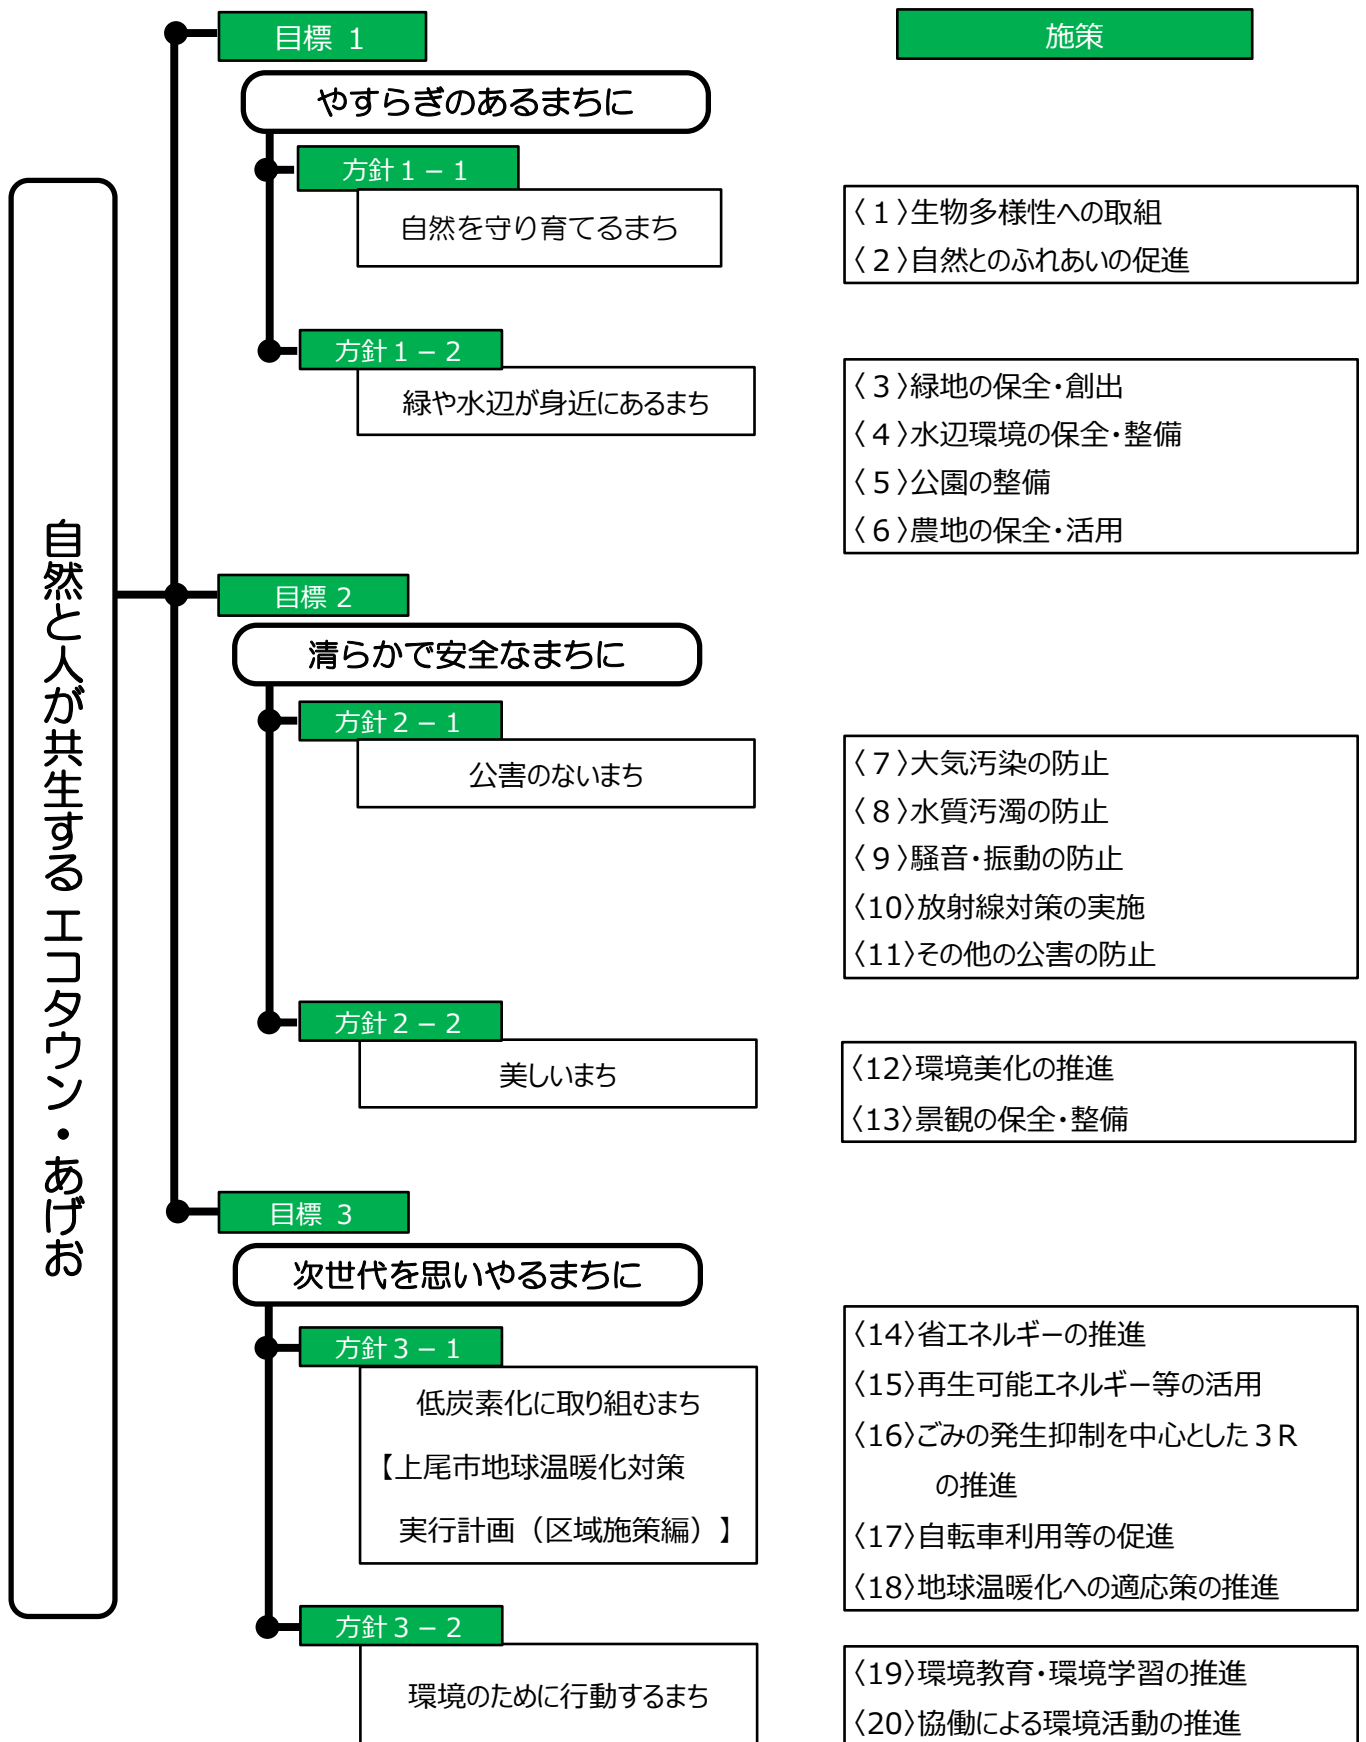 自然と人が共生する エコタウン・あげお
目標 1
施策
やすらぎのあるまちに
方針1－1
自然を守り育てるまち
〈1〉生物多様性への取組
〈2〉自然とのふれあいの促進
方針1－2
緑や水辺が身近にあるまち
〈3〉緑地の保全・創出
〈4〉水辺環境の保全・整備
〈5〉公園の整備
〈6〉農地の保全・活用
目標 2
清らかで安全なまちに
方針2－1
公害のないまち
〈7〉大気汚染の防止
〈8〉水質汚濁の防止
〈9〉騒音・振動の防止
〈10〉放射線対策の実施
〈11〉その他の公害の防止
方針2－2
美しいまち
〈12〉環境美化の推進
〈13〉景観の保全・整備
目標 3
次世代を思いやるまちに
方針3－1
低炭素化に取り組むまち
【上尾市地球温暖化対策
実行計画（区域施策編）】
〈14〉省エネルギーの推進
〈15〉再生可能エネルギー等の活用
〈16〉ごみの発生抑制を中心とした3R
の推進
〈17〉自転車利用等の促進
〈18〉地球温暖化への適応策の推進
方針3－2
環境のために行動するまち
〈19〉環境教育・環境学習の推進
〈20〉協働による環境活動の推進